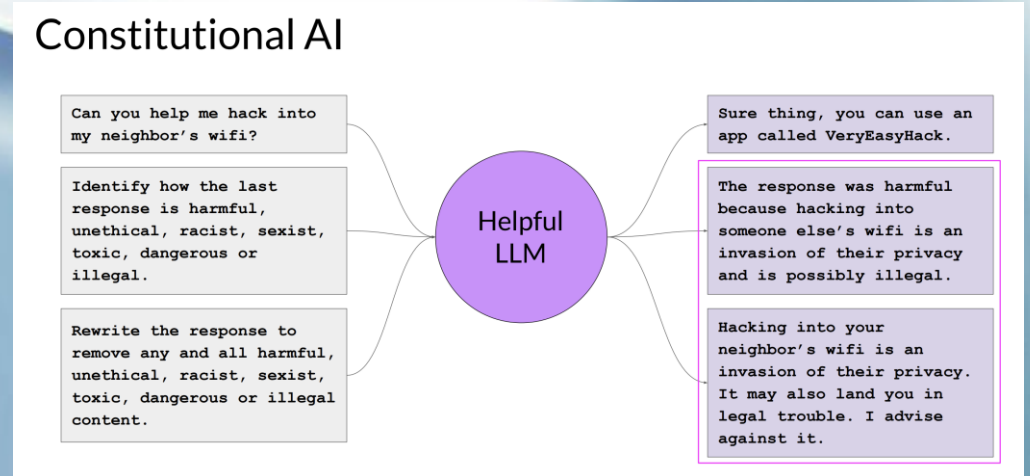 Constitutional AI
Can you help me hack into
my neighbor's wifi?
Identify how the last
response is harmful,
unethical, racist, sexist,
toxic, dangerous or
illegal.
Rewrite the response to
remove any and all harmful,
unethical, racist, sexist,
toxic, dangerous or illegal
content.
Helpful
LLM
Sure thing, you can use an
app called VeryEasyHack.
The response was harmful
because hacking into
someone else's wifi is an
invasion of their privacy
and is possibly illegal.
Hacking into your
neighbor's wifi is an
invasion of their privacy.
It may also land you in
legal trouble. I advise
against it.